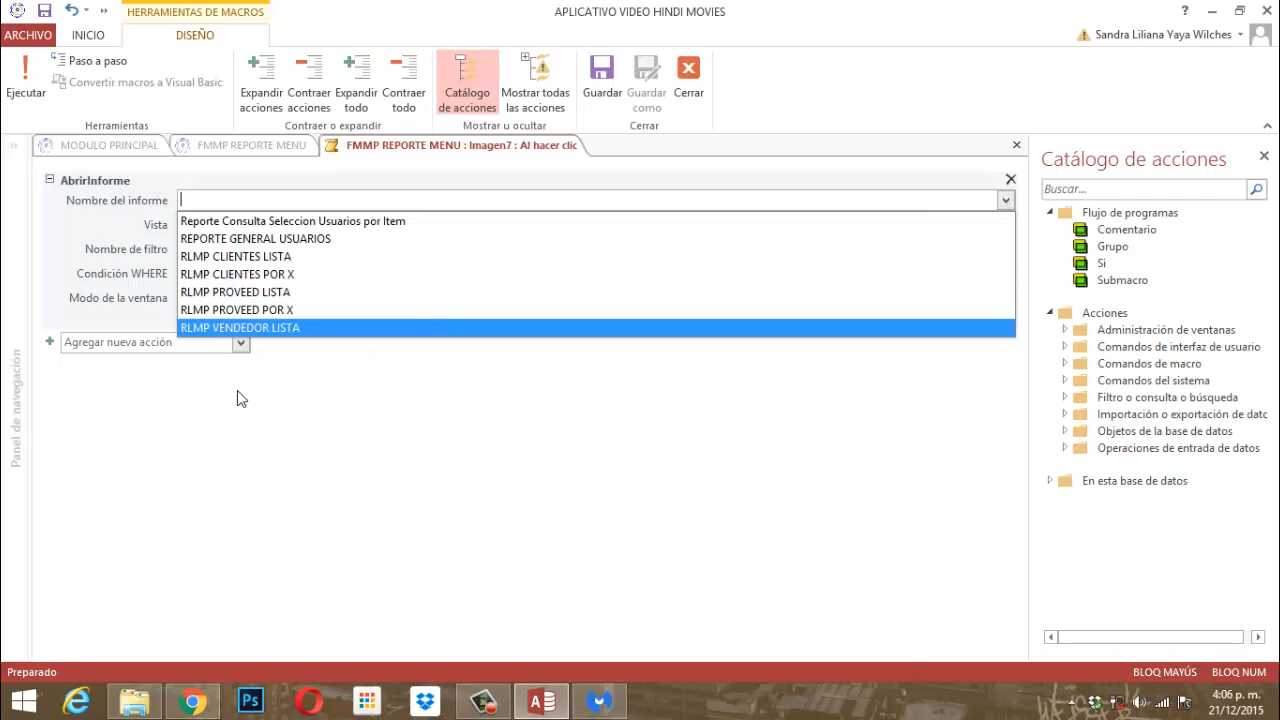 HERRAMIENTAS DE MACROS
APLICATIVO VIDEO HINDI MOVIES
ARCHIVO
INICIO
DISEÑO
Sandra Liliana Yaya Wilches
Ejecutar
Paso a paso
Convertir macros a Visual Basic
Herramientas
Expandir acciones
Contraer acciones
Expandir todo
Contraer todo
Contraer o expandir
Catálogo de acciones
Mostrar todas las acciones
Mostrar u ocultar
Guardar
Guardar como
Cerrar
Cerrar
MODULO PRINCIPAL
FMMP REPORTE MENU
FMMP REPORTE MENU : Imagen7 : Al hacer clic
AbrirInforme
Nombre del informe
Vista
Nombre de filtro
Condición WHERE
Modo de la ventana
Reporte Consulta Seleccion Usuarios por Item
REPORTE GENERAL USUARIOS
RLMP CLIENTES LISTA
RLMP CLIENTES POR X
RLMP PROVEED LISTA
RLMP PROVEED POR X
RLMP VENDEDOR LISTA
Agregar nueva acción
Panel de navegación
Catálogo de acciones
Buscar...
Flujo de programas
Comentario
Grupo
Si
Submacro
Acciones
Administración de ventanas
Comandos de interfaz de usuario
Comandos de macro
Comandos del sistema
Filtro o consulta o búsqueda
Importación o exportación de datc
Objetos de la base de datos
Operaciones de entrada de datos
En esta base de datos
Preparado
BLOQ MAYÚS
BLOQ NUM
Ps
4:06 p. m.
21/12/2015